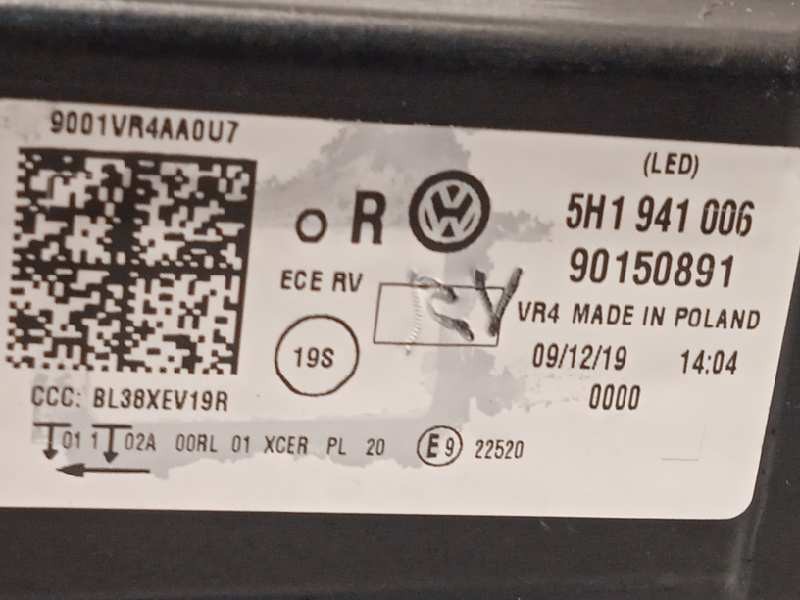 9001VR4AA0U7
(LED)
o R
5H1 941 006
90150891
ECE RV
VR4 MADE IN POLAND
19S
09/12/19 14:04
0000
CCC: BL38XEV19R
01 1 02A 00RL 01 XCER PL 20 E9 22520